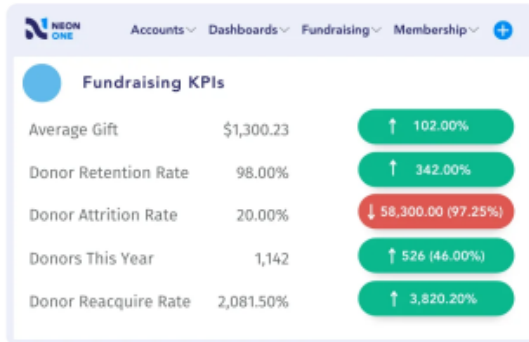 NEON ONE Accounts Dashboards Fundraising Membership
Fundraising KPIs
Average Gift $1,300.23 ↑ 102.00%
Donor Retention Rate 98.00% ↑ 342.00%
Donor Attrition Rate 20.00% ↓ 58,300.00 (97.25%)
Donors This Year 1,142 ↑ 526 (46.00%)
Donor Reacquire Rate 2,081.50% ↑ 3,820.20%